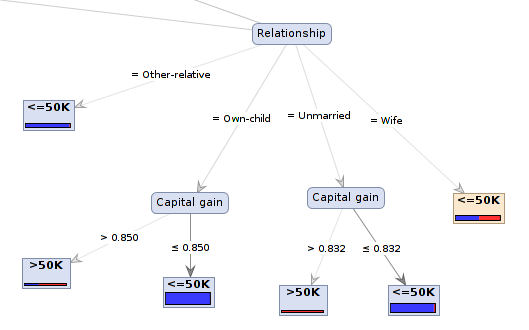 Relationship
= Other-relative
<=50K
= Own-child
= Unmarried
= Wife
Capital gain
Capital gain
<=50K
> 0.850
≤ 0.850
> 0.832
≤ 0.832
>50K
<=50K
>50K
<=50K